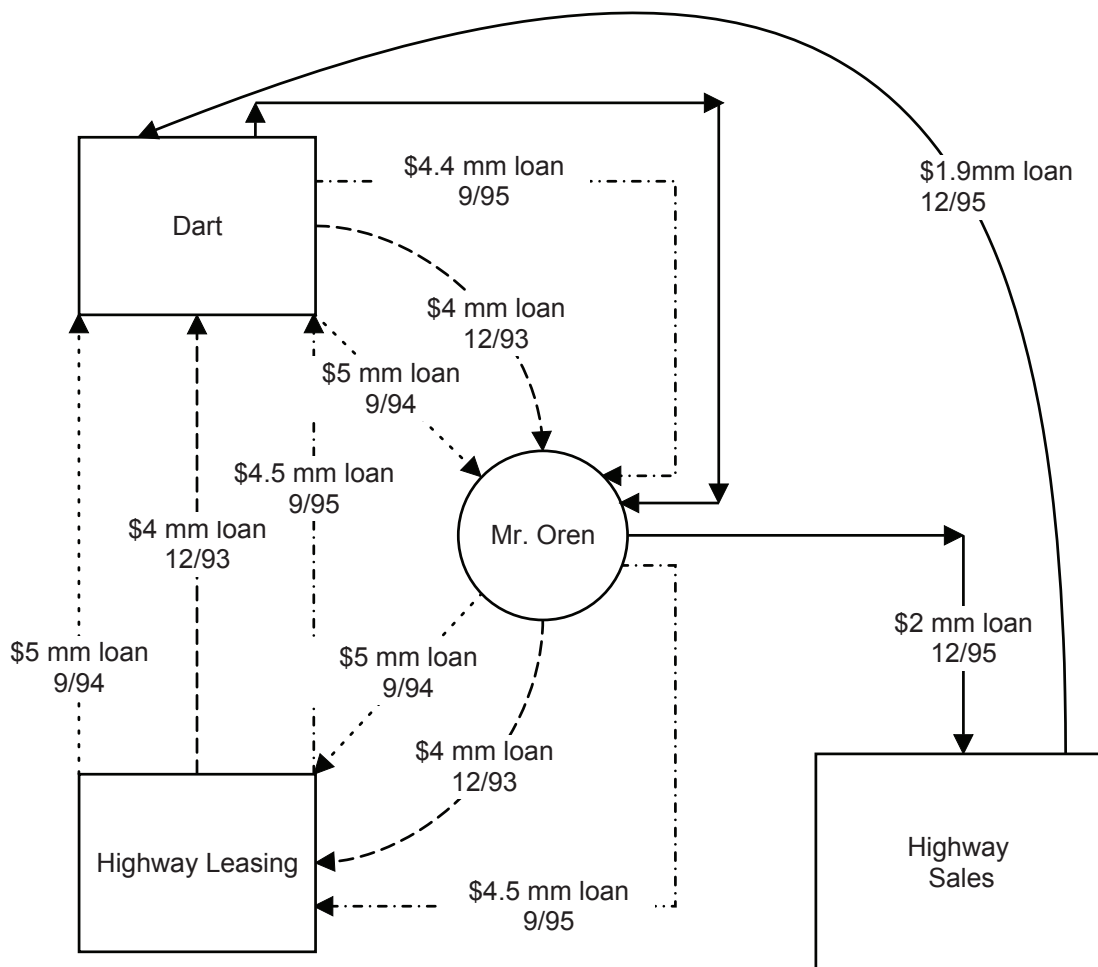 $1.9mm loan
12/95
$4.4 mm loan
9/95
Dart
$4 mm loan
12/93
$5 mm loan
9/94
$4.5 mm loan
9/95
$4 mm loan
12/93
Mr. Oren
$5 mm loan
9/94
$5 mm loan
9/94
$2 mm loan
12/95
$4 mm loan
12/93
Highway Leasing
Highway
Sales
$4.5 mm loan
9/95